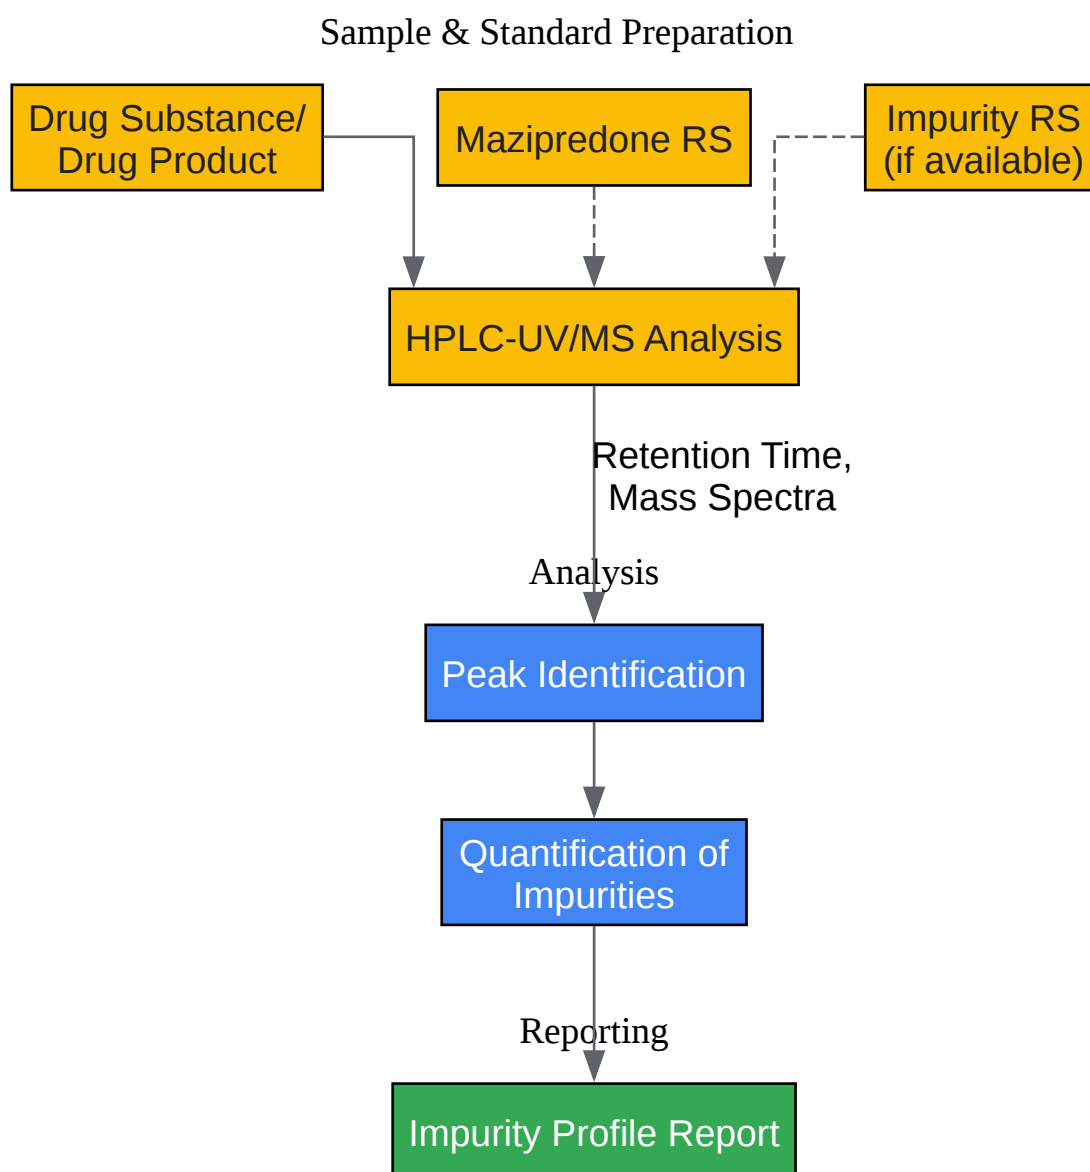 Sample & Standard Preparation
Drug Substance/
Drug Product
Mazipredone RS
Impurity RS
(if available)
HPLC-UV/MS Analysis
Retention Time,
Mass Spectra
Analysis
Peak Identification
Quantification of
Impurities
Reporting
Impurity Profile Report